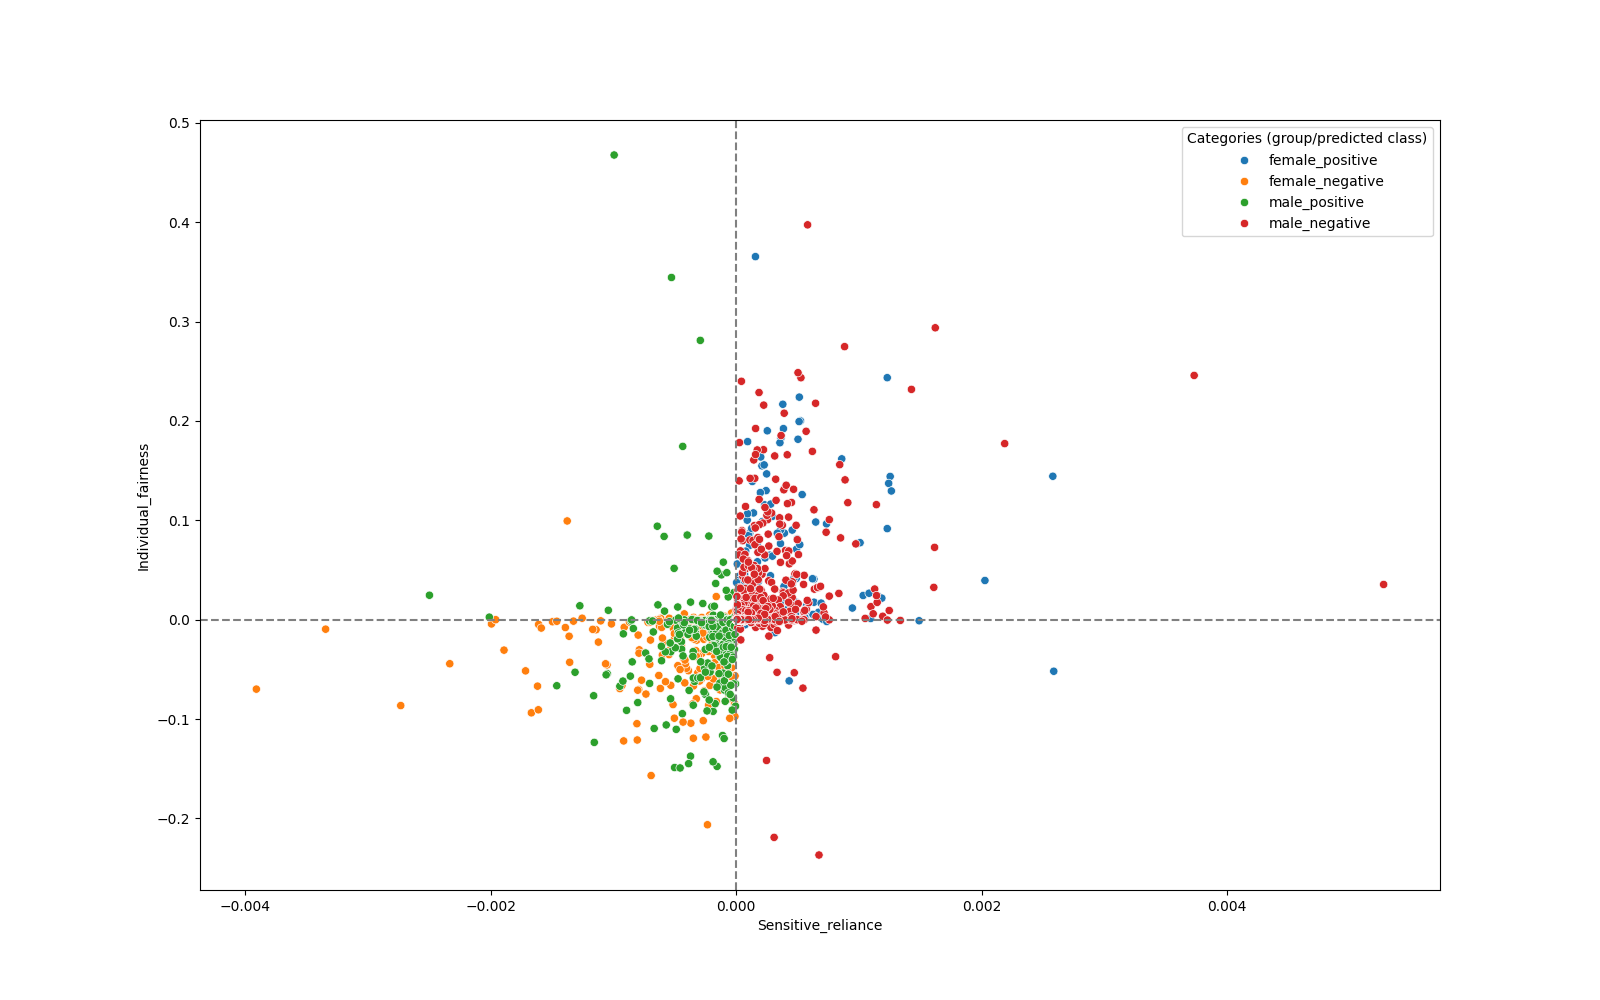 Categories (group/predicted class)
female_positive
female_negative
male_positive
male_negative
0.5
0.4
0.3
0.2
0.1
0.0
−0.1
−0.2
Individual_fairness
−0.004
−0.002
0.000
0.002
0.004
Sensitive_reliance